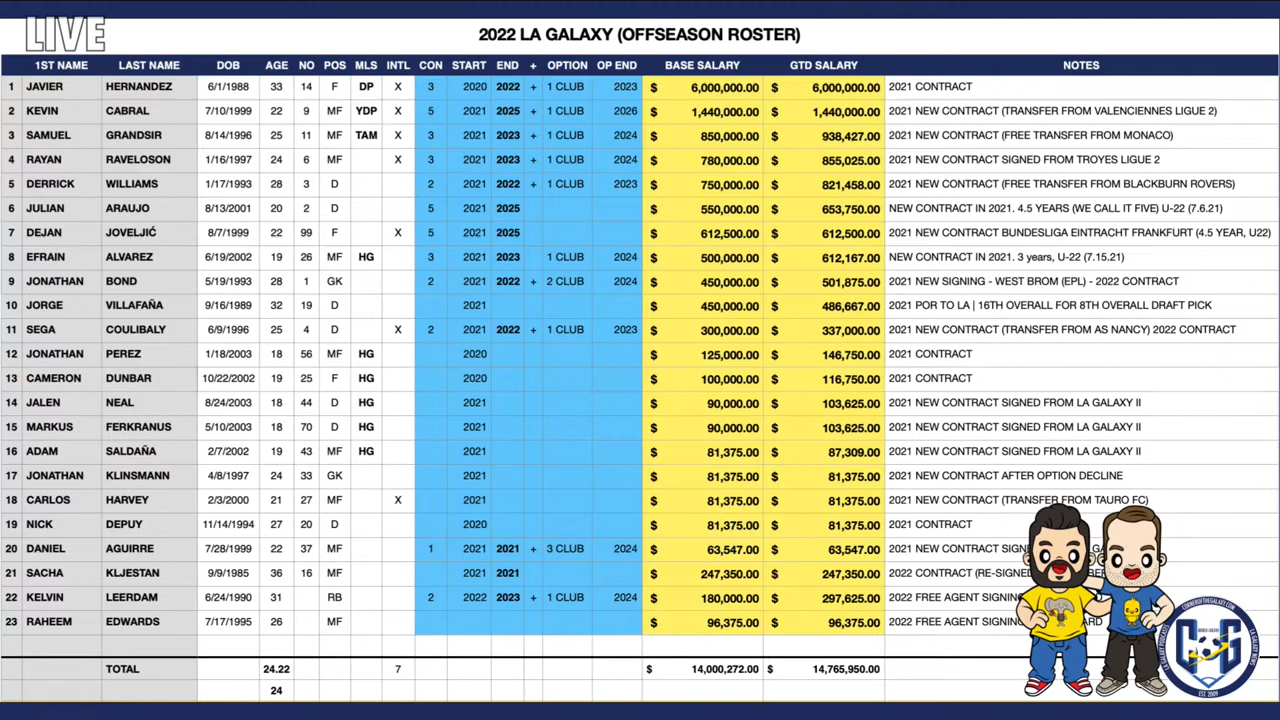 LIVE
2022 LA GALAXY (OFFSEASON ROSTER)
1ST NAME LAST NAME DOB AGE NO POS MLS INTL CON START END + OPTION OP END BASE SALARY GTD SALARY NOTES
1 JAVIER HERNANDEZ 6/1/1988 33 14 F DP X 3 2020 2022 + 1 CLUB 2023 $ 6,000,000.00 $ 6,000,000.00 2021 CONTRACT
2 KEVIN CABRAL 7/10/1999 22 9 MF YDP X 5 2021 2025 + 1 CLUB 2026 $ 1,440,000.00 $ 1,440,000.00 2021 NEW CONTRACT (TRANSFER FROM VALENCIENNES LIGUE 2)
3 SAMUEL GRANDSIR 8/14/1996 25 11 MF TAM X 3 2021 2023 + 1 CLUB 2024 $ 850,000.00 $ 938,427.00 2021 NEW CONTRACT (FREE TRANSFER FROM MONACO)
4 RAYAN RAVELOSON 1/16/1997 24 6 MF X 3 2021 2023 + 1 CLUB 2024 $ 780,000.00 $ 855,025.00 2021 NEW CONTRACT SIGNED FROM TROYES LIGUE 2
5 DERRICK WILLIAMS 1/17/1993 28 3 D 2 2021 2022 + 1 CLUB 2023 $ 750,000.00 $ 821,458.00 2021 NEW CONTRACT (FREE TRANSFER FROM BLACKBURN ROVERS)
6 JULIAN ARAUJO 8/13/2001 20 2 D 5 2021 2025 $ 550,000.00 $ 653,750.00 NEW CONTRACT IN 2021. 4.5 YEARS (WE CALL IT FIVE) U-22 (7.6.21)
7 DEJAN JOVELJIĆ 8/7/1999 22 99 F X 5 2021 2025 $ 612,500.00 $ 612,500.00 2021 NEW CONTRACT BUNDESLIGA EINTRACHT FRANKFURT (4.5 YEAR, U22)
8 EFRAIN ALVAREZ 6/19/2002 19 26 MF HG 3 2021 2023 1 CLUB 2024 $ 500,000.00 $ 612,167.00 NEW CONTRACT IN 2021. 3 years, U-22 (7.15.21)
9 JONATHAN BOND 5/19/1993 28 1 GK 2 2021 2022 + 2 CLUB 2024 $ 450,000.00 $ 501,875.00 2021 NEW SIGNING - WEST BROM (EPL) - 2022 CONTRACT
10 JORGE VILLAFAÑA 9/16/1989 32 19 D 2021 $ 450,000.00 $ 486,667.00 2021 POR TO LA | 16TH OVERALL FOR 8TH OVERALL DRAFT PICK
11 SEGA COULIBALY 6/9/1996 25 4 D X 2 2021 2022 + 1 CLUB 2023 $ 300,000.00 $ 337,000.00 2021 NEW CONTRACT (TRANSFER FROM AS NANCY) 2022 CONTRACT
12 JONATHAN PEREZ 1/18/2003 18 56 MF HG 2020 $ 125,000.00 $ 146,750.00 2021 CONTRACT
13 CAMERON DUNBAR 10/22/2002 19 25 F HG 2020 $ 100,000.00 $ 116,750.00 2021 CONTRACT
14 JALEN NEAL 8/24/2003 18 44 D HG 2021 $ 90,000.00 $ 103,625.00 2021 NEW CONTRACT SIGNED FROM LA GALAXY II
15 MARKUS FERKRANUS 5/10/2003 18 70 D HG 2021 $ 90,000.00 $ 103,625.00 2021 NEW CONTRACT SIGNED FROM LA GALAXY II
16 ADAM SALDAÑA 2/7/2002 19 43 MF HG 2021 $ 81,375.00 $ 87,309.00 2021 NEW CONTRACT SIGNED FROM LA GALAXY II
17 JONATHAN KLINSMANN 4/8/1997 24 33 GK 2021 $ 81,375.00 $ 81,375.00 2021 NEW CONTRACT AFTER OPTION DECLINE
18 CARLOS HARVEY 2/3/2000 21 27 MF X 2021 $ 81,375.00 $ 81,375.00 2021 NEW CONTRACT (TRANSFER FROM TAURO FC)
19 NICK DEPUY 11/14/1994 27 20 D 2020 $ 81,375.00 $ 81,375.00 2021 CONTRACT
20 DANIEL AGUIRRE 7/28/1999 22 37 MF 1 2021 2021 + 3 CLUB 2024 $ 63,547.00 $ 63,547.00 2021 NEW CONTRACT
21 SACHA KLJESTAN 9/9/1985 36 16 MF 2021 2021 $ 247,350.00 $ 247,350.00 2022 CONTRACT
22 KELVIN LEERDAM 6/24/1990 31 RB 2 2022 2023 + 1 CLUB 2024 $ 180,000.00 $ 297,625.00 2022 FREE AGENT SIGNING
23 RAHEEM EDWARDS 7/17/1995 26 MF $ 96,375.00 $ 96,375.00 2022 FREE AGENT SIGNING
TOTAL 24.22 7 $ 14,000,272.00 $ 14,765,950.00
24
CORNEROFTHEGALAXY.COM
LA GALAXY NEWS
EST. 2009